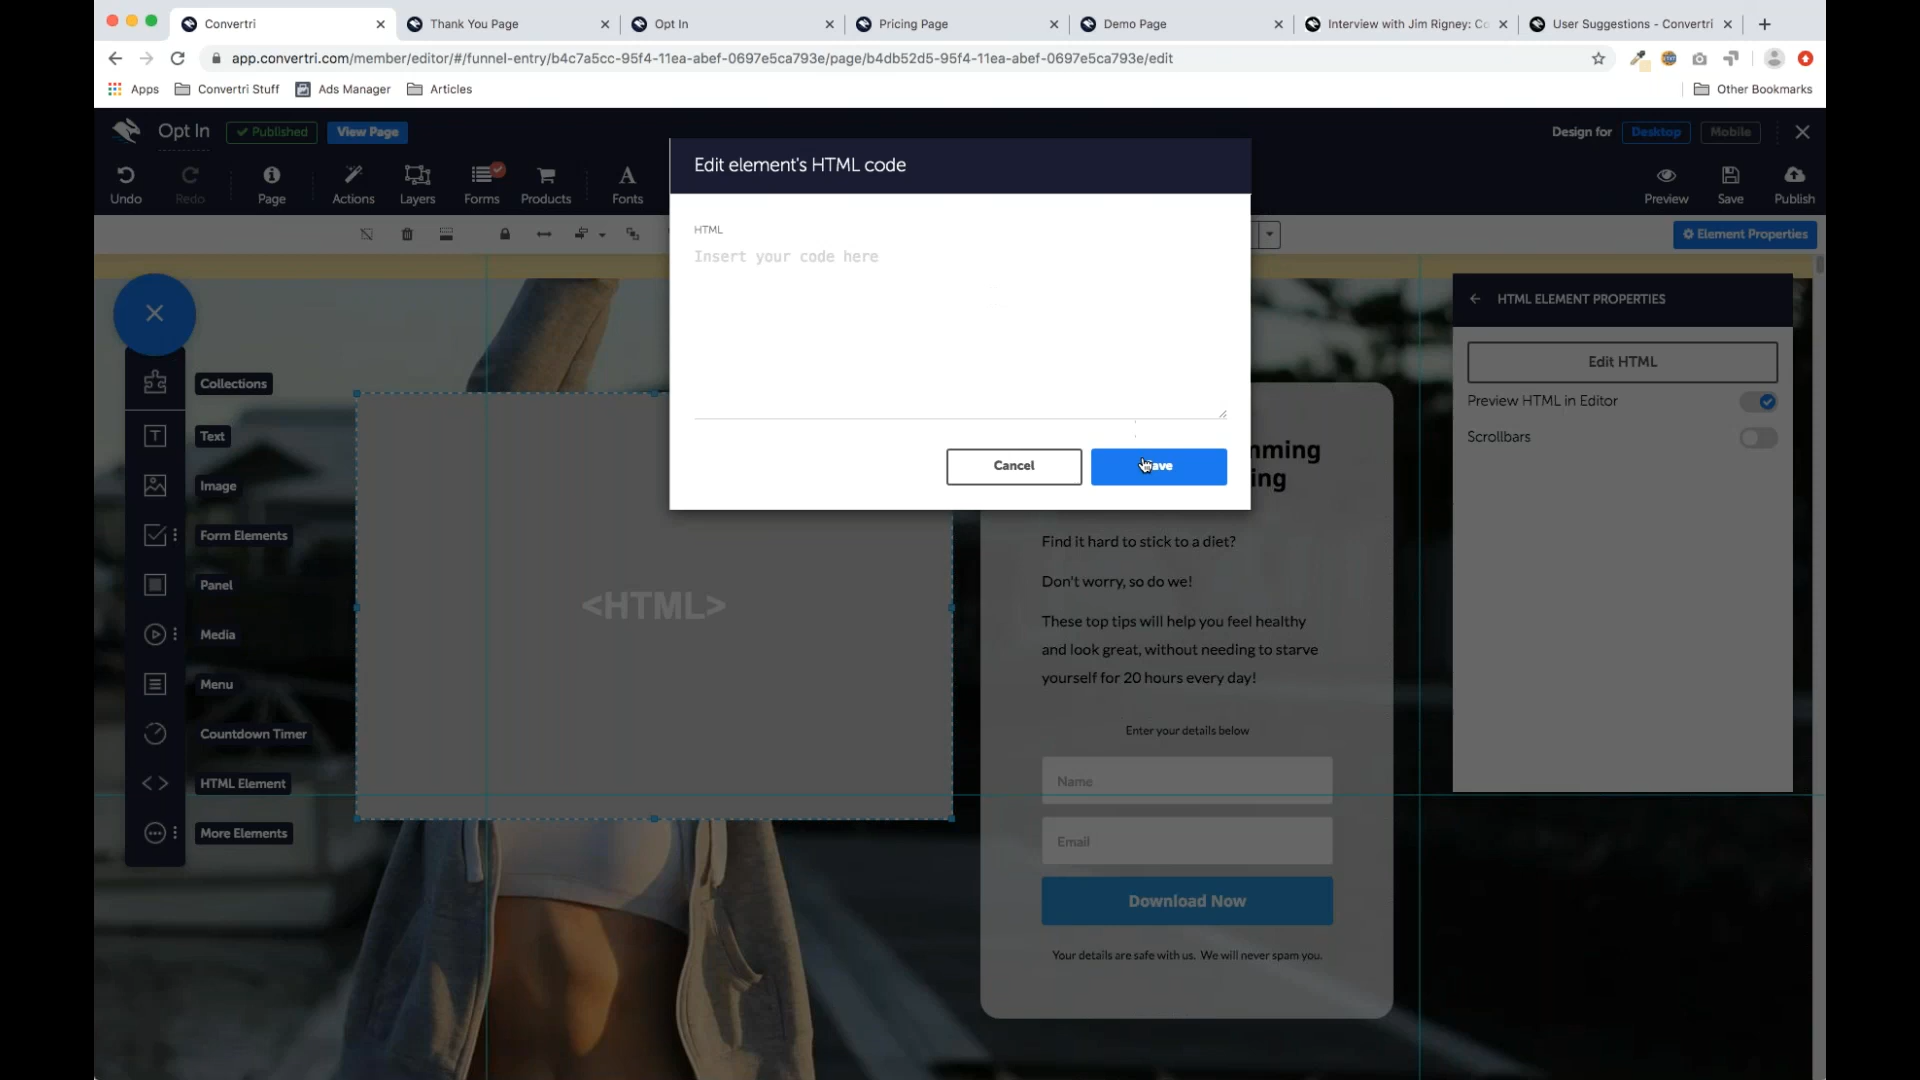 Convertri
Thank You Page
Opt In
Pricing Page
Demo Page
Interview with Jim Rigney: Co
User Suggestions - Convertri
app.convertri.com/member/editor/#/funnel-entry/b4c7a5cc-95f4-11ea-abef-0697e5ca793e/page/b4db52d5-95f4-11ea-abef-0697e5ca793e/edit
Apps
Convertri Stuff
Ads Manager
Articles
Other Bookmarks
Opt In
Published
View Page
Design for
Desktop
Mobile
Undo
Redo
Page
Actions
Layers
Forms
Products
Fonts
Preview
Save
Publish
Element Properties
Edit element's HTML code
HTML
Insert your code here
Cancel
Collections
Text
Image
Form Elements
Panel
Media
Menu
Countdown Timer
HTML Element
More Elements
<HTML>
Find it hard to stick to a diet?
Don't worry, so do we!
These top tips will help you feel healthy
and look great, without needing to starve
yourself for 20 hours every day!
Enter your details below
Name
Email
Download Now
Your details are safe with us. We will never spam you.
HTML ELEMENT PROPERTIES
Edit HTML
Preview HTML in Editor
Scrollbars